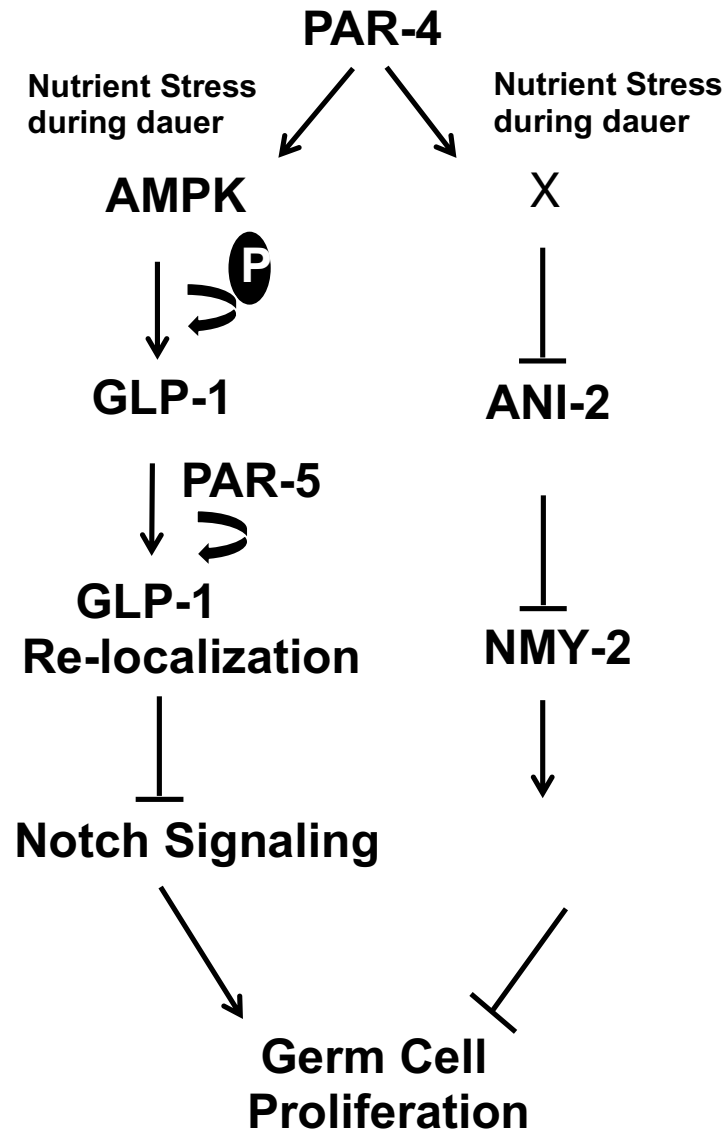 PAR-4
Nutrient Stress
during dauer
Nutrient Stress
during dauer
AMPK
X
P
GLP-1
ANI-2
PAR-5
GLP-1
Re-localization
NMY-2
Notch Signaling
Germ Cell
Proliferation